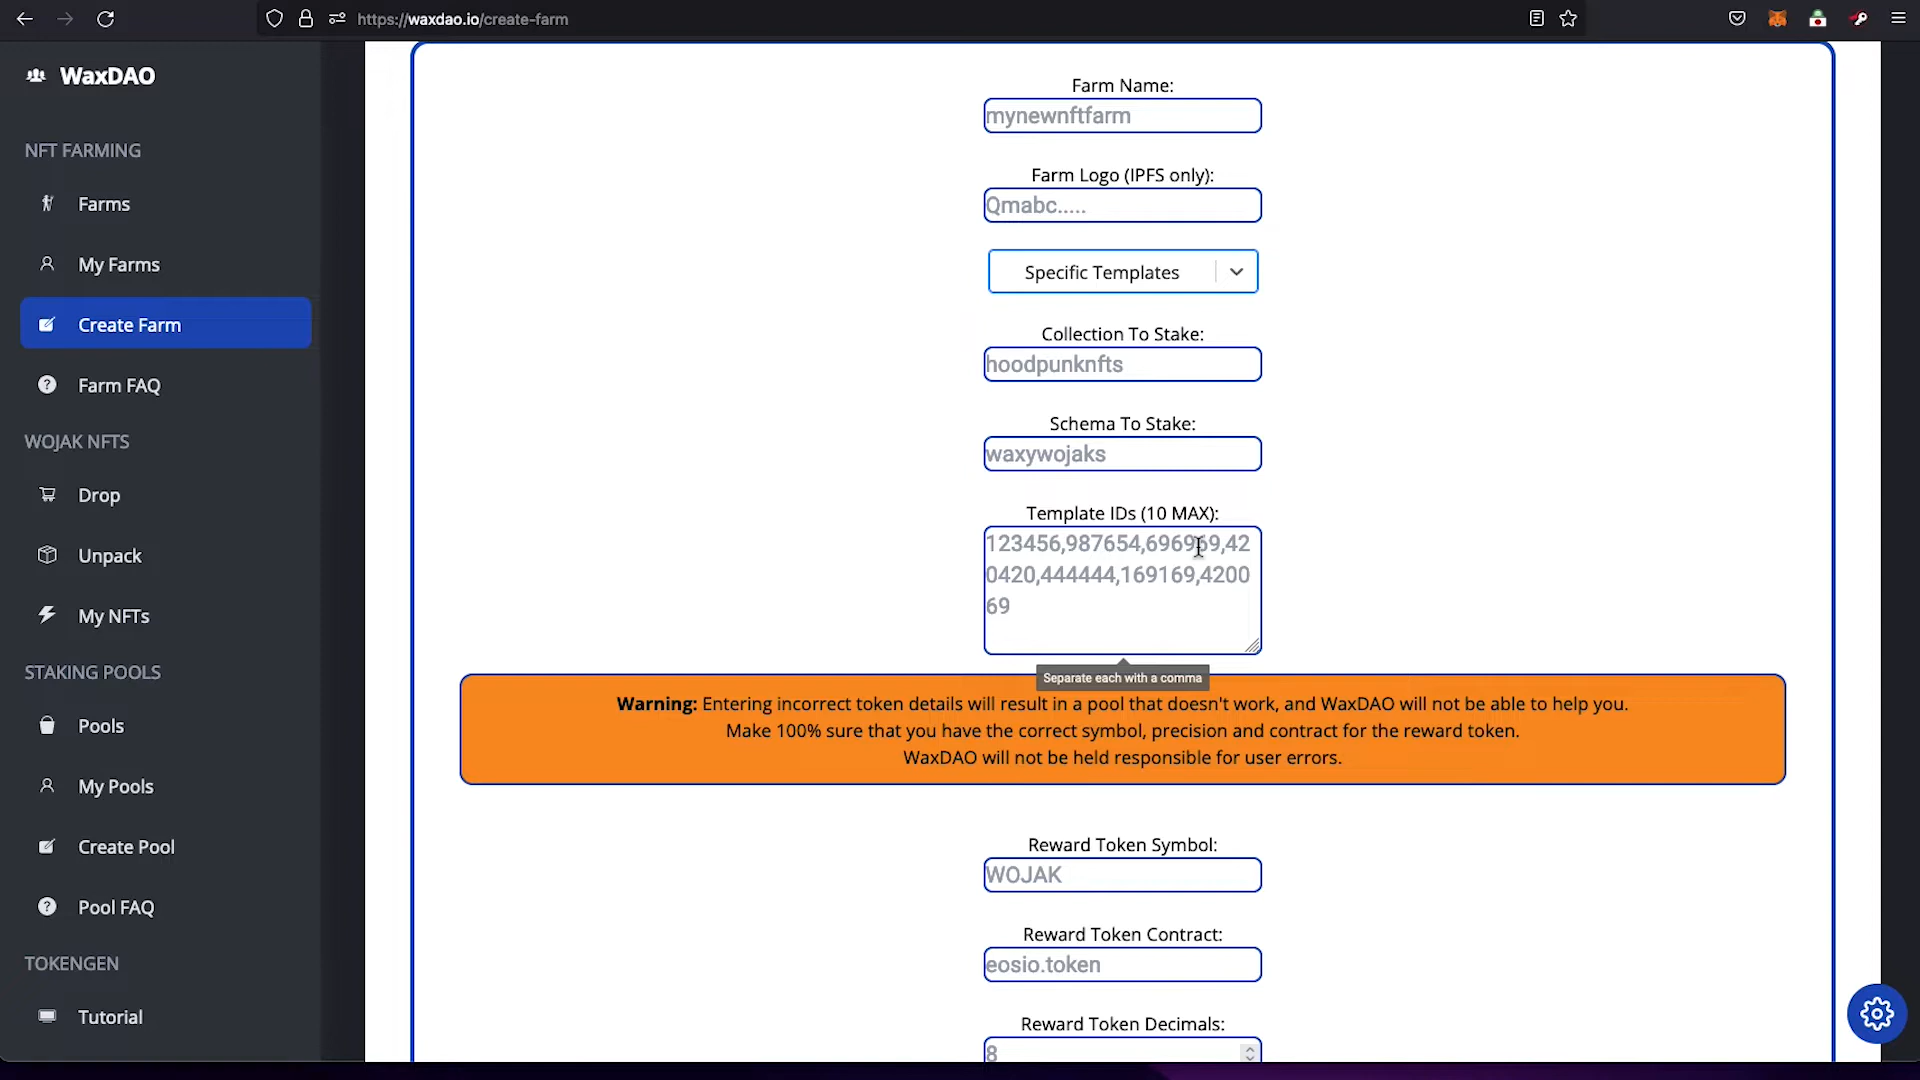 https://waxdao.io/create-farm
WaxDAO
NFT FARMING
Farms
My Farms
Create Farm
Farm FAQ
WOJAK NFTS
Drop
Unpack
My NFTs
STAKING POOLS
Pools
My Pools
Create Pool
Pool FAQ
TOKENGEN
Tutorial
Farm Name:
mynewnftfarm
Farm Logo (IPFS only):
Qmabc.....
Specific Templates
Collection To Stake:
hoodpunknfts
Schema To Stake:
waxywojaks
Template IDs (10 MAX):
123456,987654,696969,42
0420,444444,169169,4200
69
Separate each with a comma
Warning: Entering incorrect token details will result in a pool that doesn't work, and WaxDAO will not be able to help you.
Make 100% sure that you have the correct symbol, precision and contract for the reward token.
WaxDAO will not be held responsible for user errors.
Reward Token Symbol:
WOJAK
Reward Token Contract:
eosio.token
Reward Token Decimals:
8